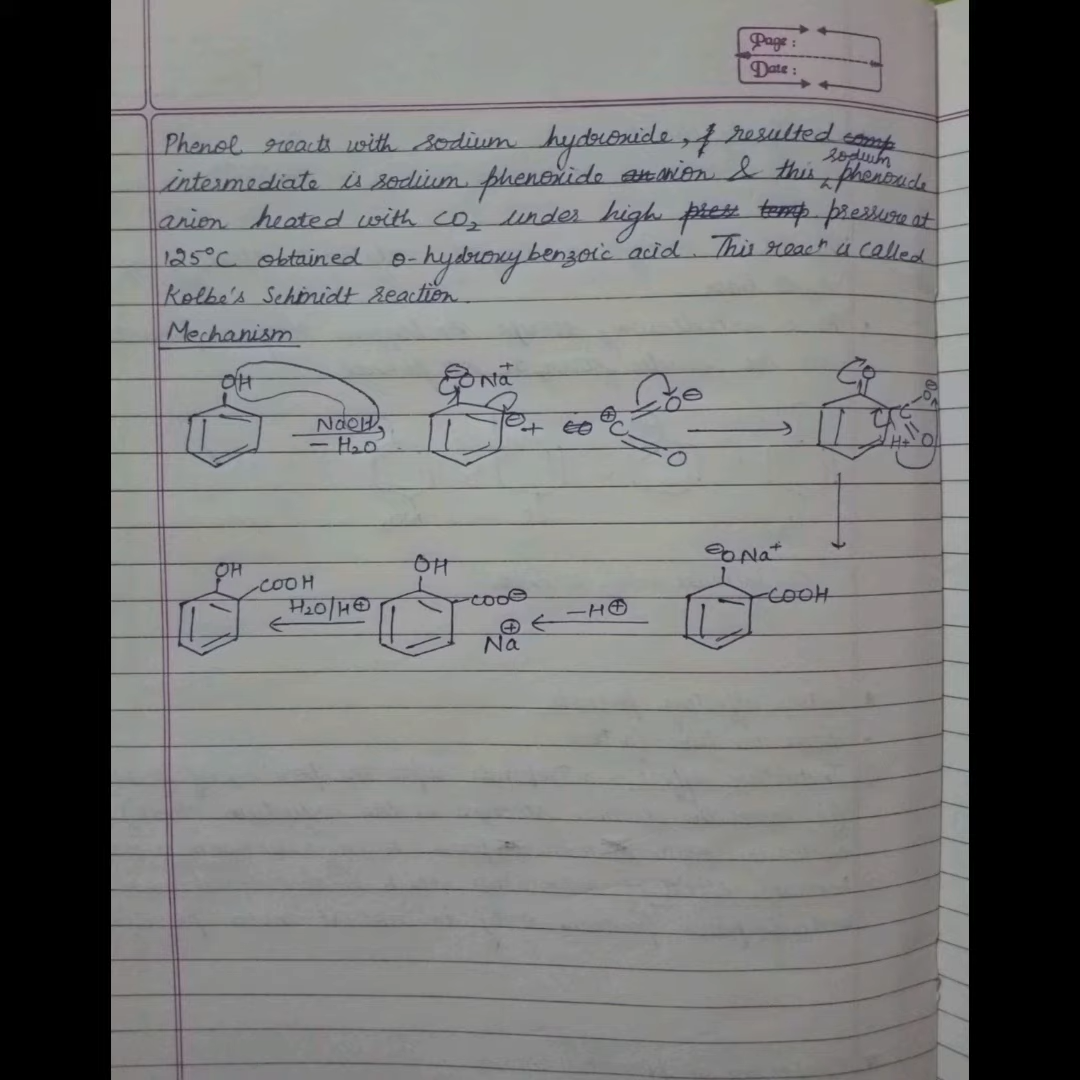 Page :
Date :
Phenol reacts with sodium hydroxide, & resulted
intermediate is sodium phenoxide anion & this sodium phenoxide
anion heated with CO2 under high pressure at
125°C obtained o-hydroxybenzoic acid. This reacn is called
Kolbe's Schmidt reaction.
Mechanism
OH NaOH ⊖O Na+ ⊖ + ⊕C O⊖ O O C O⊖
- H2O H+ O
OH COOH H2O/H⊕ OH COO⊖ Na⊕ -H⊕ ⊖O Na+ COOH